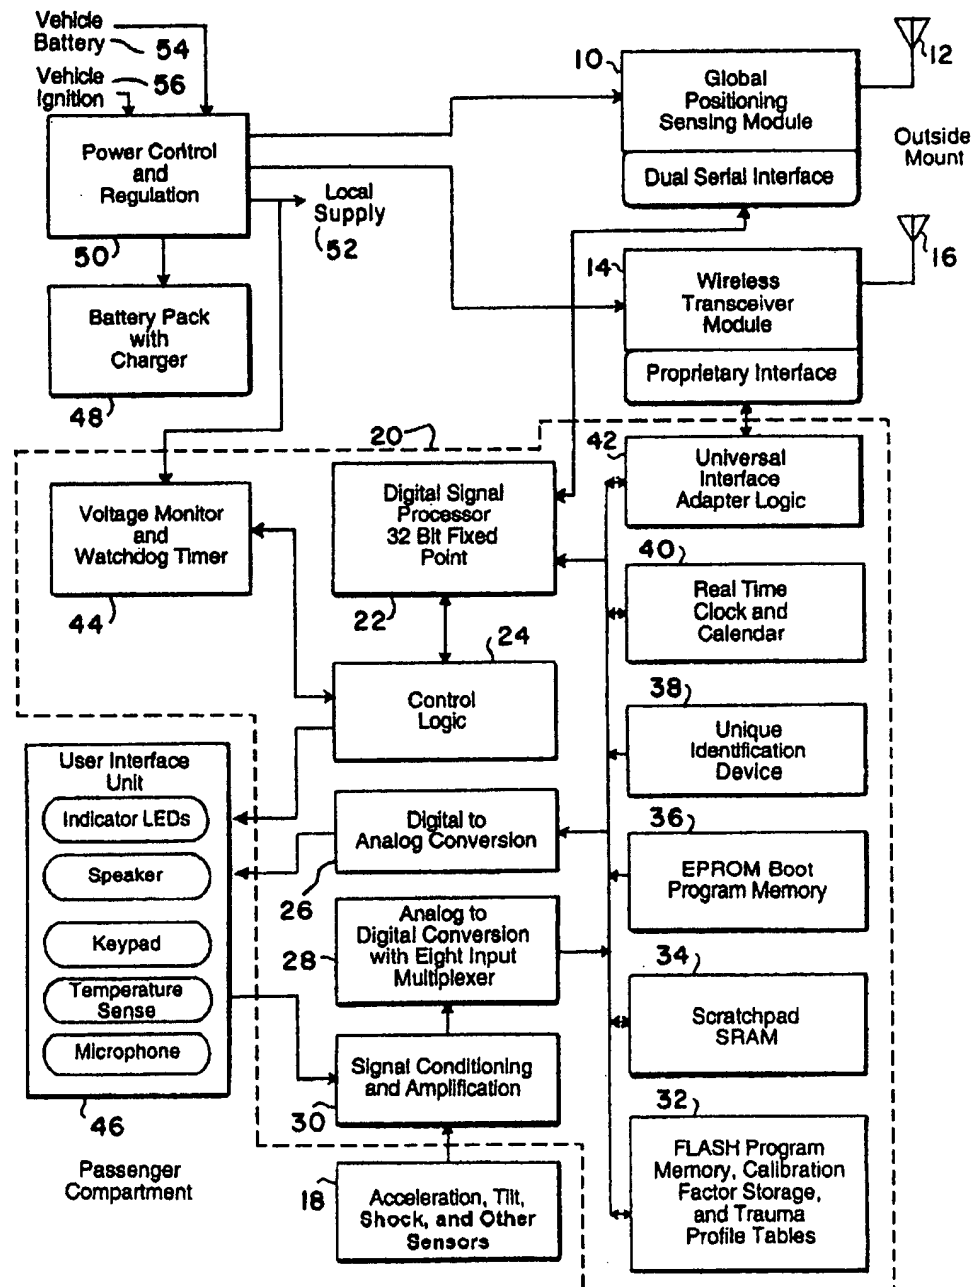 Vehicle
Battery
54
Vehicle
Ignition
56
Power Control
and
Regulation
50
Local
Supply
52
Battery Pack
with
Charger
48
10
Global
Positioning
Sensing Module
Dual Serial Interface
12
Outside
Mount
14
Wireless
Transceiver
Module
Proprietary Interface
16
20
Voltage Monitor
and
Watchdog Timer
44
Digital Signal
Processor
32 Bit Fixed
Point
22
42
Universal
Interface
Adapter Logic
40
Real Time
Clock and
Calendar
24
Control
Logic
38
Unique
Identification
Device
User Interface
Unit
Indicator LEDs
Speaker
Keypad
Temperature
Sense
Microphone
46
Passenger
Compartment
Digital to
Analog Conversion
26
36
EPROM Boot
Program Memory
Analog to
Digital Conversion
with Eight Input
Multiplexer
28
34
Scratchpad
SRAM
Signal Conditioning
and Amplification
30
32
FLASH Program
Memory, Calibration
Factor Storage,
and Trauma
Profile Tables
18
Acceleration, Tilt,
Shock, and Other
Sensors